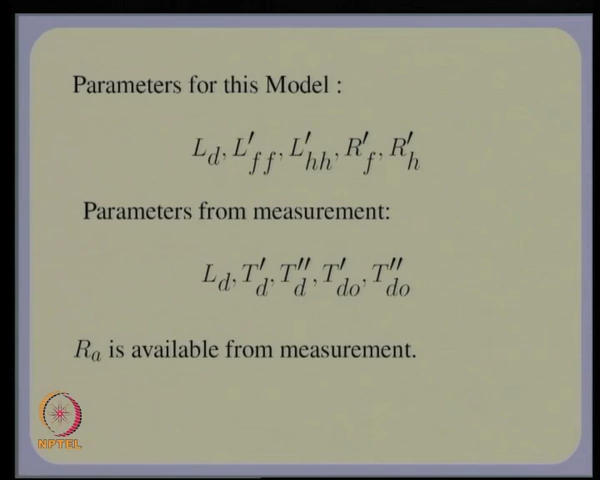 Parameters for this Model :
L_d, L'_ff, L'_hh, R'_f, R'_h
Parameters from measurement:
L_d, T'_d, T''_d, T'_do, T''_do
R_a is available from measurement.
NPTEL